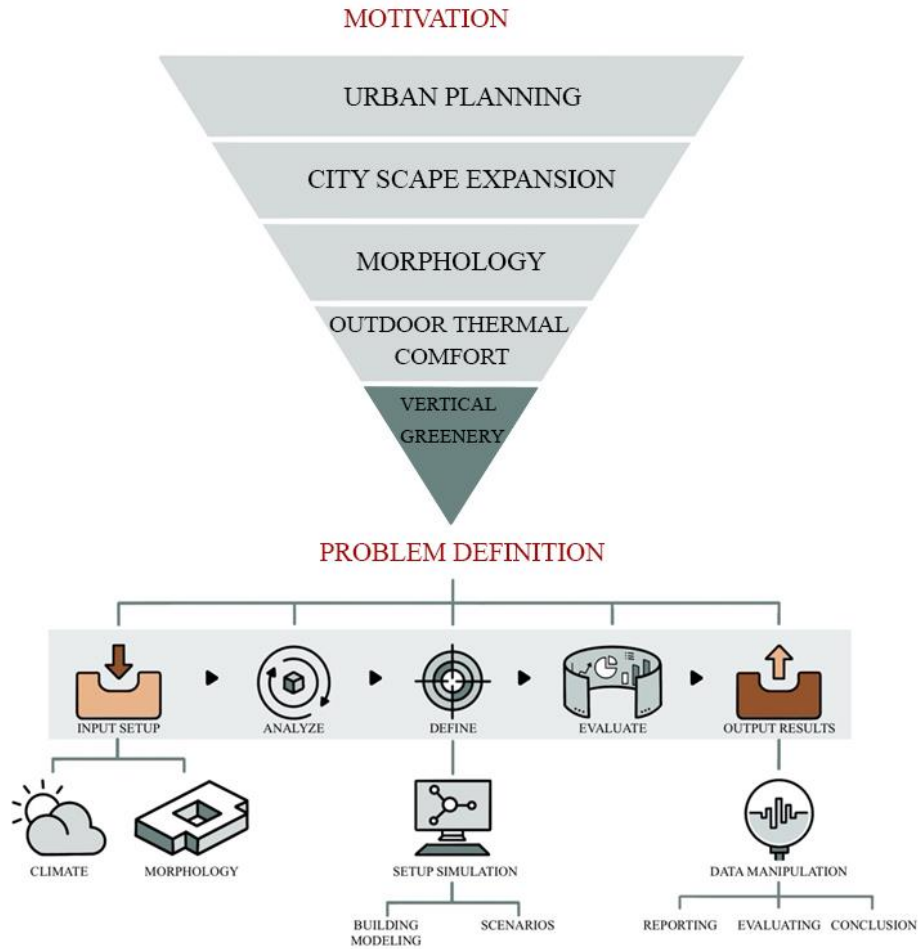 MOTIVATION
URBAN PLANNING
CITY SCAPE EXPANSION
MORPHOLOGY
OUTDOOR THERMAL
COMFORT
VERTICAL
GREENERY
PROBLEM DEFINITION
INPUT SETUP
ANALYZE
DEFINE
EVALUATE
OUTPUT RESULTS
CLIMATE
MORPHOLOGY
SETUP SIMULATION
DATA MANIPULATION
BUILDING
MODELING
SCENARIOS
REPORTING
EVALUATING
CONCLUSION